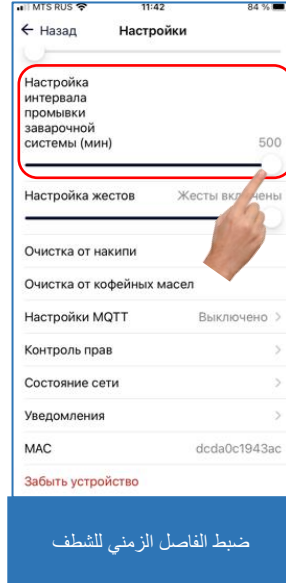 MTS RUS 11:42 84 %
← Назад Настройки
Настройка
интервала
промывки
заварочной
системы (мин) 500
Настройка жестов Жесты включены
Очистка от накипи
Очистка от кофейных масел
Настройки MQTT Выключено >
Контроль прав >
Состояние сети >
Уведомления >
MAC dcda0c1943ac
Забыть устройство
ضبط الفاصل الزمني للشطف